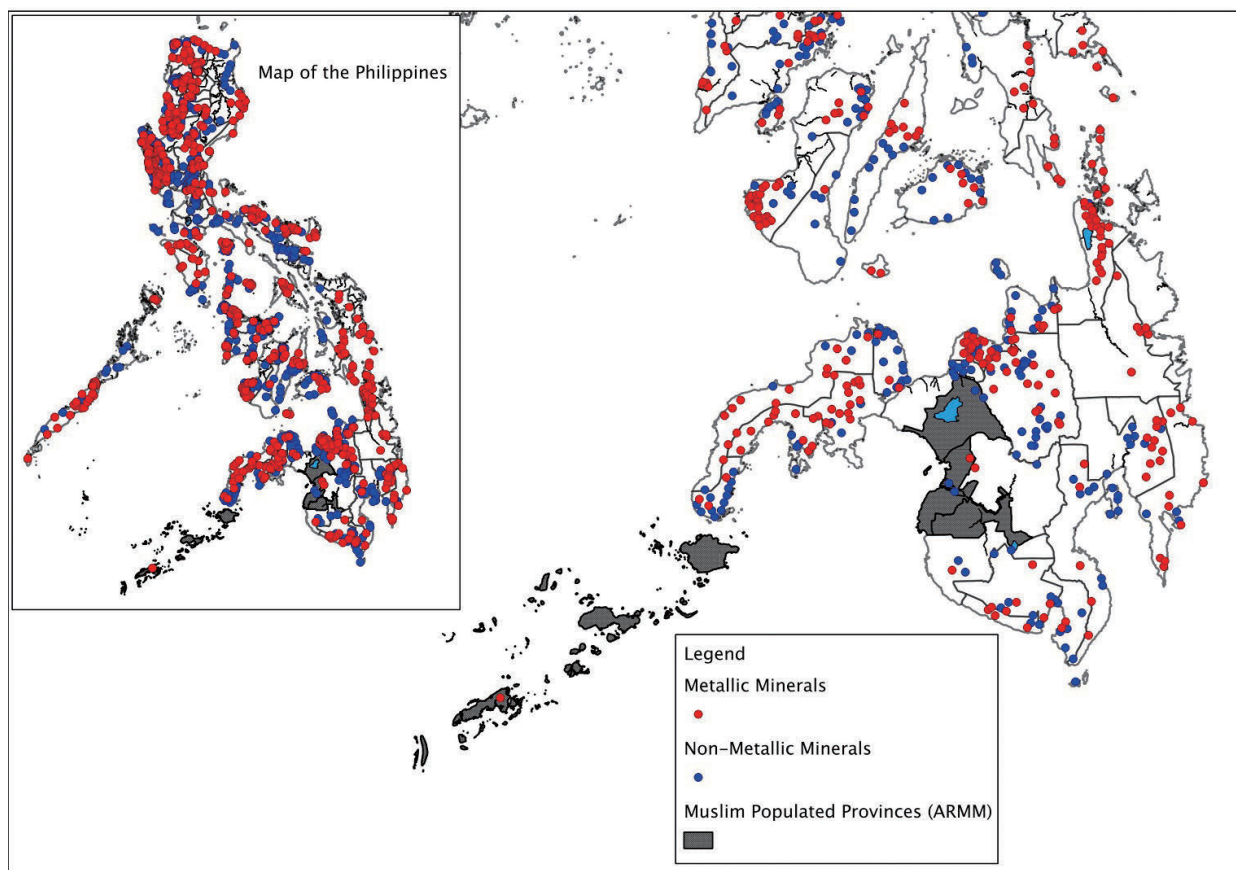 Map of the Philippines
Legend
Metallic Minerals
Non-Metallic Minerals
Muslim Populated Provinces (ARMM)